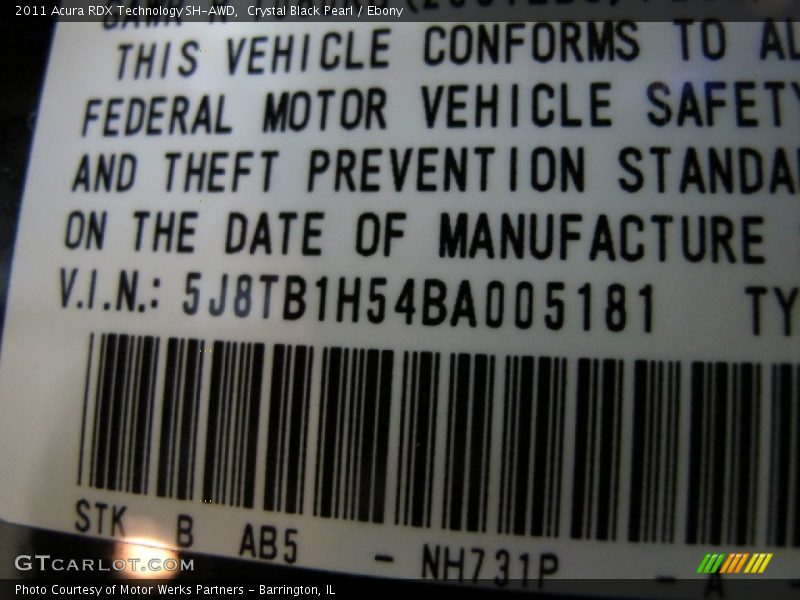 2011 Acura RDX Technology SH-AWD, Crystal Black Pearl / Ebony
THIS VEHICLE CONFORMS TO AL
FEDERAL MOTOR VEHICLE SAFETY
AND THEFT PREVENTION STANDA
ON THE DATE OF MANUFACTURE
V.I.N.: 5J8TB1H54BA005181 TY
STK B AB5 - NH731P - A -
GTCARLOT.COM
Photo Courtesy of Motor Werks Partners - Barrington, IL